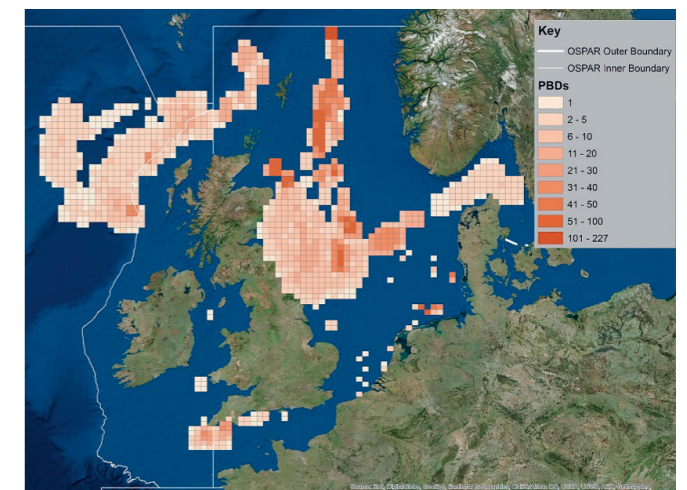 Key
OSPAR Outer Boundary
OSPAR Inner Boundary
PBDs
1
2 - 5
6 - 10
11 - 20
21 - 30
31 - 40
41 - 50
51 - 100
101 - 227